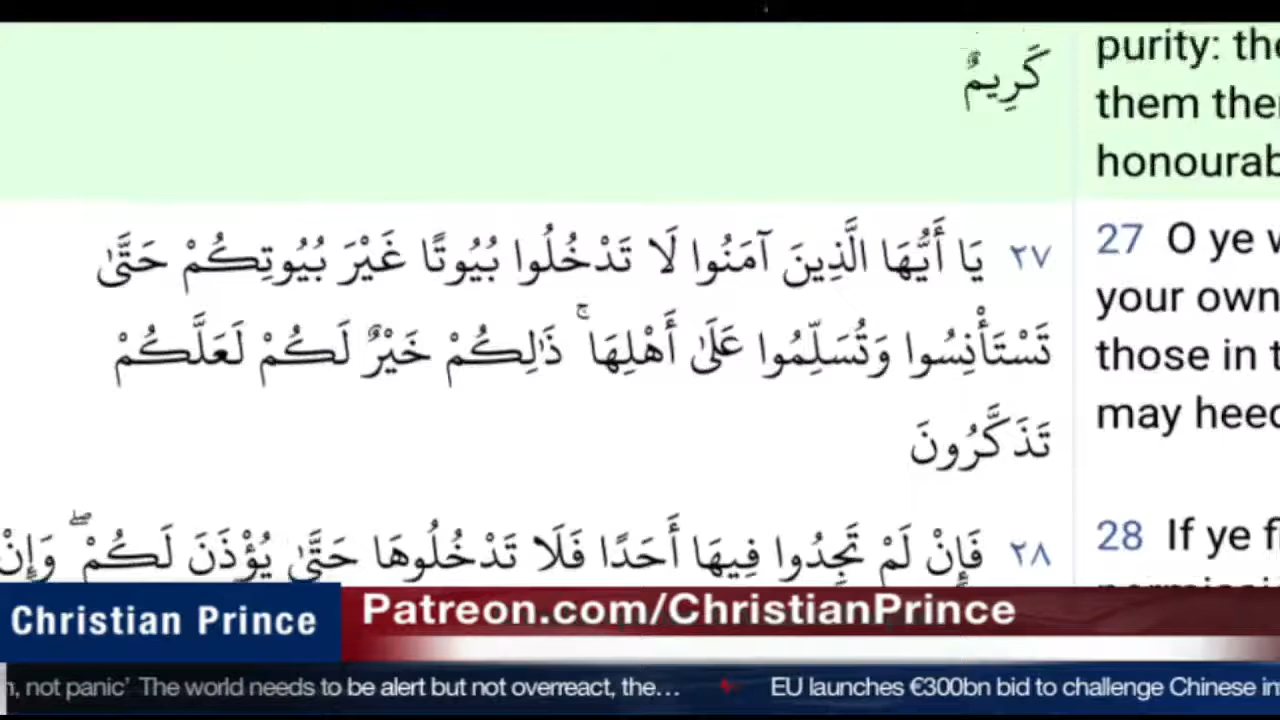 كَرِيمٌ
purity: the
them the
honourab
٢٧ يَا أَيُّهَا الَّذِينَ آمَنُوا لَا تَدْخُلُوا بُيُوتًا غَيْرَ بُيُوتِكُمْ حَتَّىٰ
تَسْتَأْنِسُوا وَتُسَلِّمُوا عَلَىٰ أَهْلِهَا ۚ ذَٰلِكُمْ خَيْرٌ لَكُمْ لَعَلَّكُمْ
تَذَكَّرُونَ
27 O ye w
your own
those in t
may heed
٢٨ فَإِنْ لَمْ تَجِدُوا فِيهَا أَحَدًا فَلَا تَدْخُلُوهَا حَتَّىٰ يُؤْذَنَ لَكُمْ ۖ وَإِنْ
28 If ye f
Christian Prince
Patreon.com/ChristianPrince
, not panic' The world needs to be alert but not overreact, the...
EU launches €300bn bid to challenge Chinese in